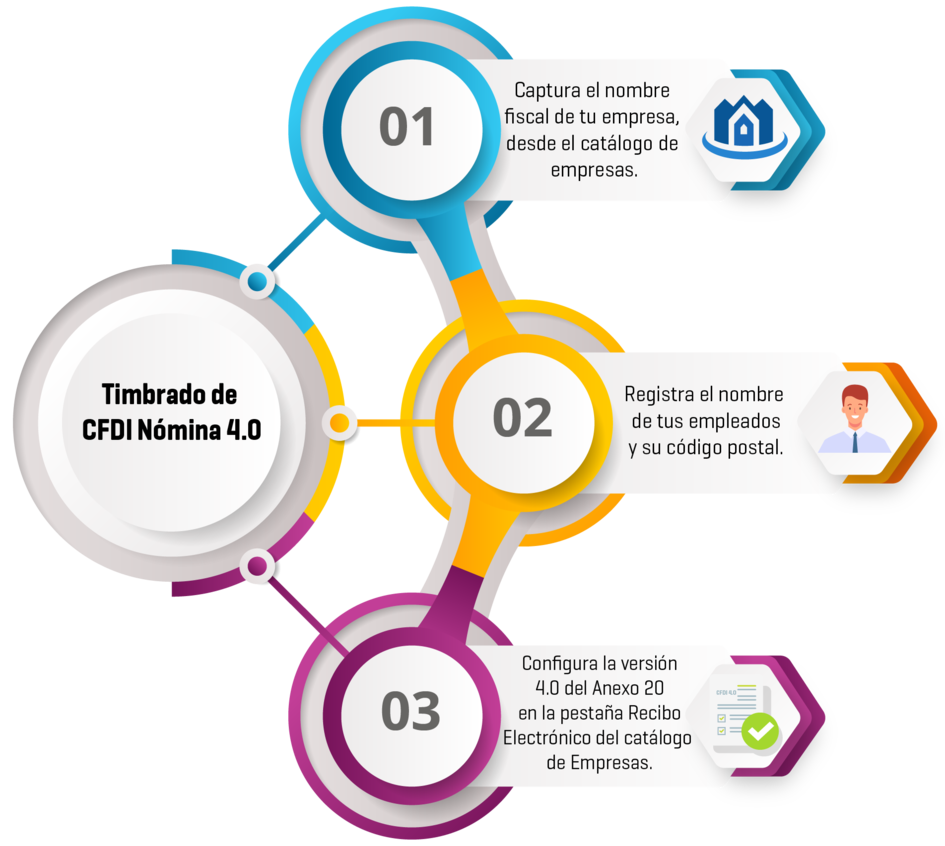 01
Captura el nombre
fiscal de tu empresa,
desde el catálogo de
empresas.
Timbrado de
CFDI Nómina 4.0
02
Registra el nombre
de tus empleados
y su código postal.
03
Configura la versión
4.0 del Anexo 20
en la pestaña Recibo
Electrónico del catálogo
de Empresas.
CFDI 4.0